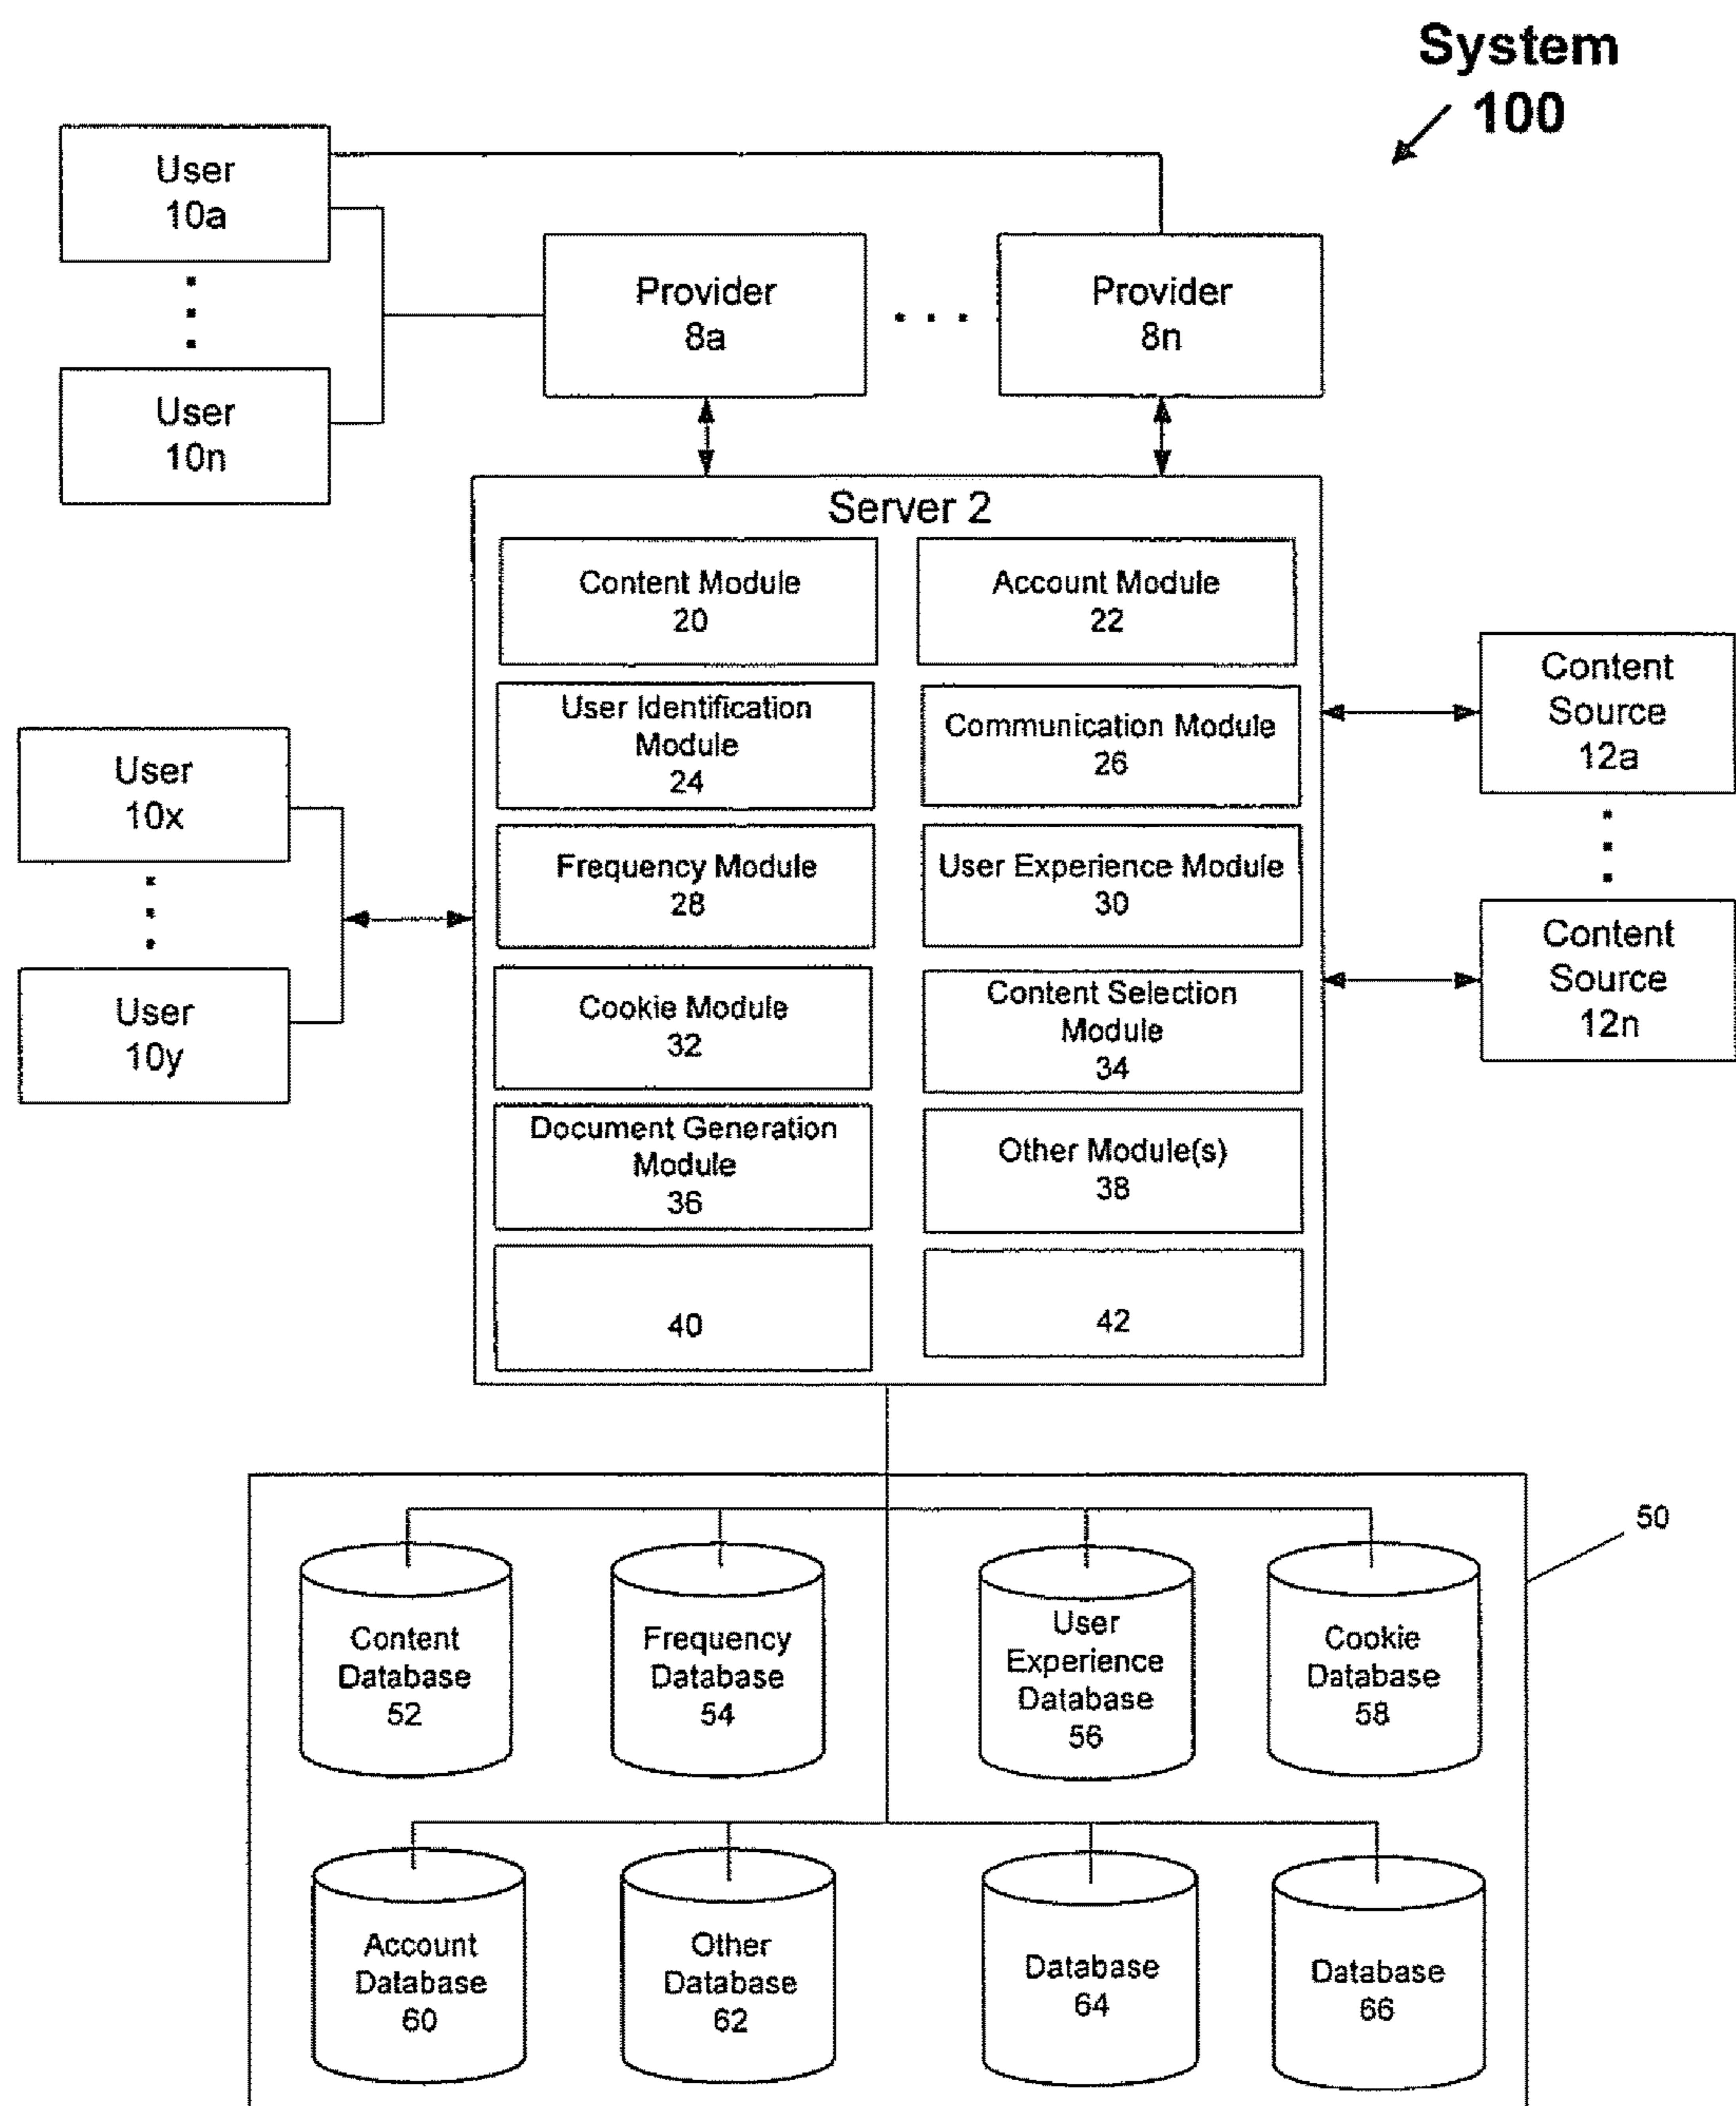 System
100
User
10a
User
10n
Provider
8a
Provider
8n
Server 2
Content Module
20
Account Module
22
User Identification
Module
24
Communication Module
26
Frequency Module
28
User Experience Module
30
Cookie Module
32
Content Selection
Module
34
Document Generation
Module
36
Other Module(s)
38
40
42
User
10x
User
10y
Content
Source
12a
Content
Source
12n
50
Content
Database
52
Frequency
Database
54
User
Experience
Database
56
Cookie
Database
58
Account
Database
60
Other
Database
62
Database
64
Database
66